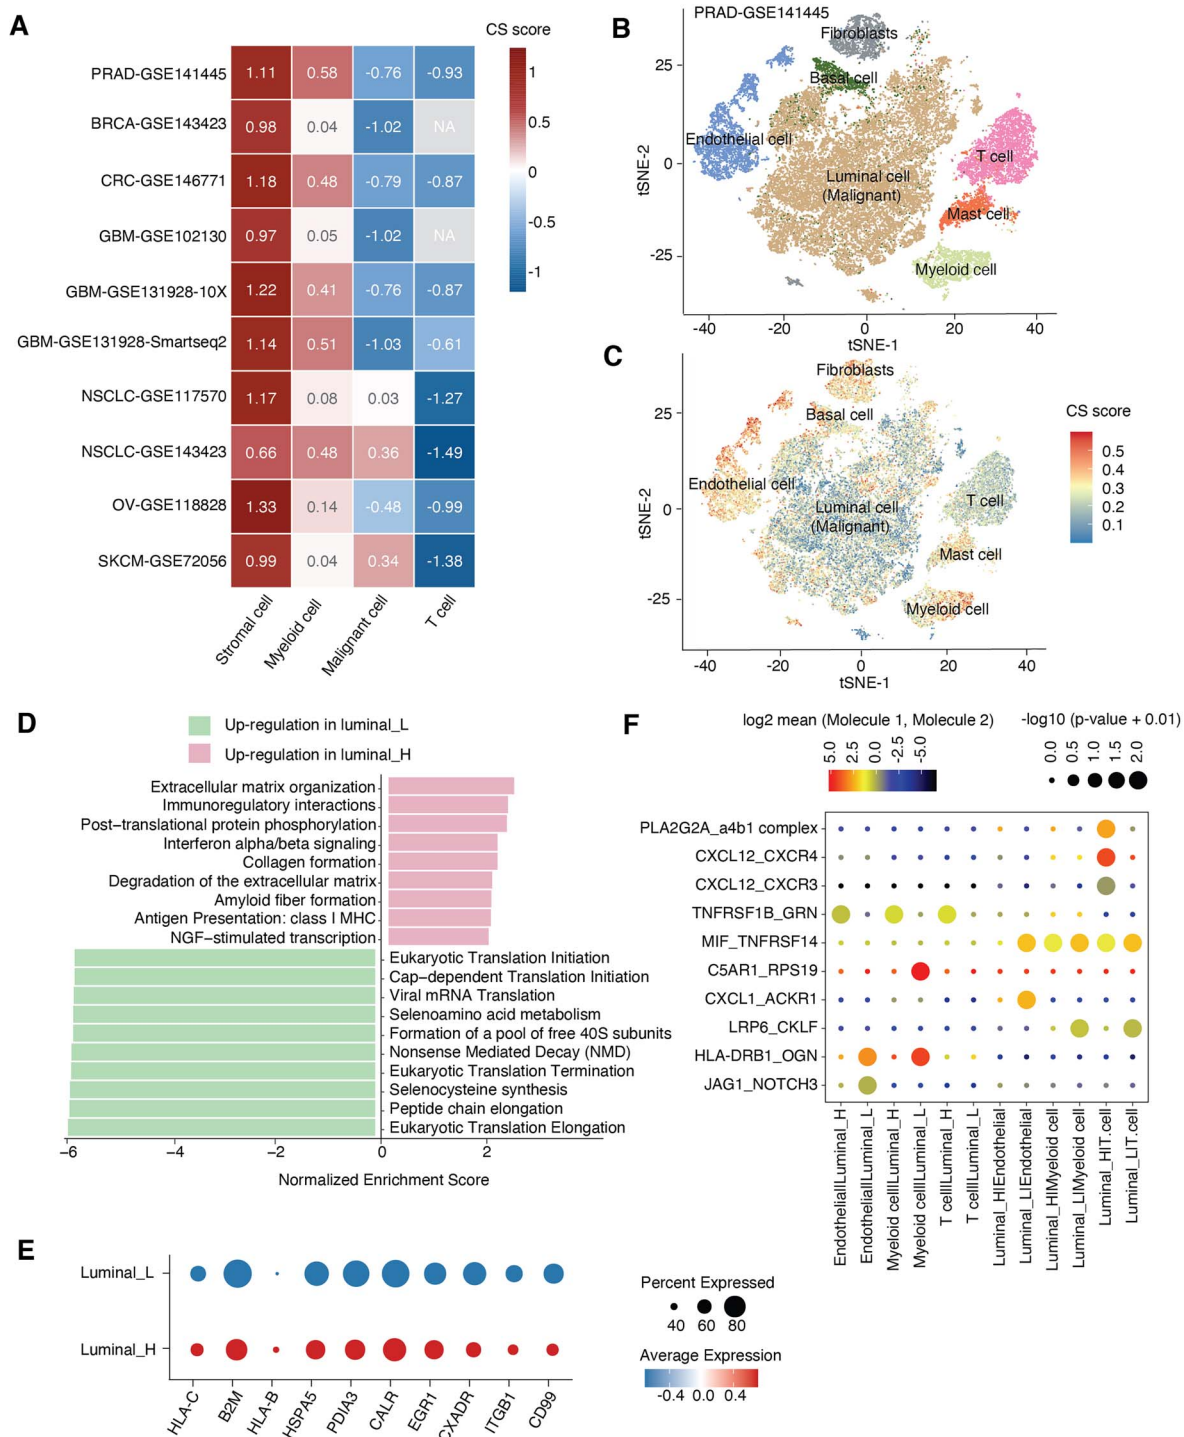 A
CS score
PRAD-GSE141445
BRCA-GSE143423
CRC-GSE146771
GBM-GSE102130
GBM-GSE131928-10X
GBM-GSE131928-Smartseq2
NSCLC-GSE117570
NSCLC-GSE143423
OV-GSE118828
SKCM-GSE72056
1.11 0.58 -0.76 -0.93
0.98 0.04 -1.02 NA
1.18 0.48 -0.79 -0.87
0.97 0.05 -1.02 NA
1.22 0.41 -0.76 -0.87
1.14 0.51 -1.03 -0.61
1.17 0.08 0.03 -1.27
0.66 0.48 0.36 -1.49
1.33 0.14 -0.48 -0.99
0.99 0.04 0.34 -1.38
Stromal cell
Myeloid cell
Malignant cell
T cell
1
0.5
0
-0.5
-1
B
PRAD-GSE141445
Fibroblasts
Basal cell
Endothelial cell
Luminal cell
(Malignant)
T cell
Mast cell
Myeloid cell
25
0
-25
tSNE-2
-40 -20 0 20 40
tSNE-1
C
Fibroblasts
Basal cell
Endothelial cell
Luminal cell
(Malignant)
T cell
Mast cell
Myeloid cell
25
0
-25
tSNE-2
-40 -20 0 20 40
tSNE-1
CS score
0.5
0.4
0.3
0.2
0.1
D
Up-regulation in luminal_L
Up-regulation in luminal_H
Extracellular matrix organization
Immunoregulatory interactions
Post−translational protein phosphorylation
Interferon alpha/beta signaling
Collagen formation
Degradation of the extracellular matrix
Amyloid fiber formation
Antigen Presentation: class I MHC
NGF−stimulated transcription
Eukaryotic Translation Initiation
Cap−dependent Translation Initiation
Viral mRNA Translation
Selenoamino acid metabolism
Formation of a pool of free 40S subunits
Nonsense Mediated Decay (NMD)
Eukaryotic Translation Termination
Selenocysteine synthesis
Peptide chain elongation
Eukaryotic Translation Elongation
−6 −4 −2 0 2
Normalized Enrichment Score
E
Luminal_L
Luminal_H
HLA-C
B2M
HLA-B
HSPA5
PDIA3
CALR
EGR1
CXADR
ITGB1
CD99
Percent Expressed
40 60 80
Average Expression
-0.4 0.0 0.4
F
log2 mean (Molecule 1, Molecule 2)
5.0 2.5 0.0 -2.5 -5.0
-log10 (p-value + 0.01)
0.0 0.5 1.0 1.5 2.0
PLA2G2A_a4b1 complex
CXCL12_CXCR4
CXCL12_CXCR3
TNFRSF1B_GRN
MIF_TNFRSF14
C5AR1_RPS19
CXCL1_ACKR1
LRP6_CKLF
HLA-DRB1_OGN
JAG1_NOTCH3
Endothelial|Luminal_H
Endothelial|Luminal_L
Myeloid cell|Luminal_H
Myeloid cell|Luminal_L
T cell|Luminal_H
T cell|Luminal_L
Luminal_H|Endothelial
Luminal_L|Endothelial
Luminal_H|Myeloid cell
Luminal_L|Myeloid cell
Luminal_H|T.cell
Luminal_L|T.cell